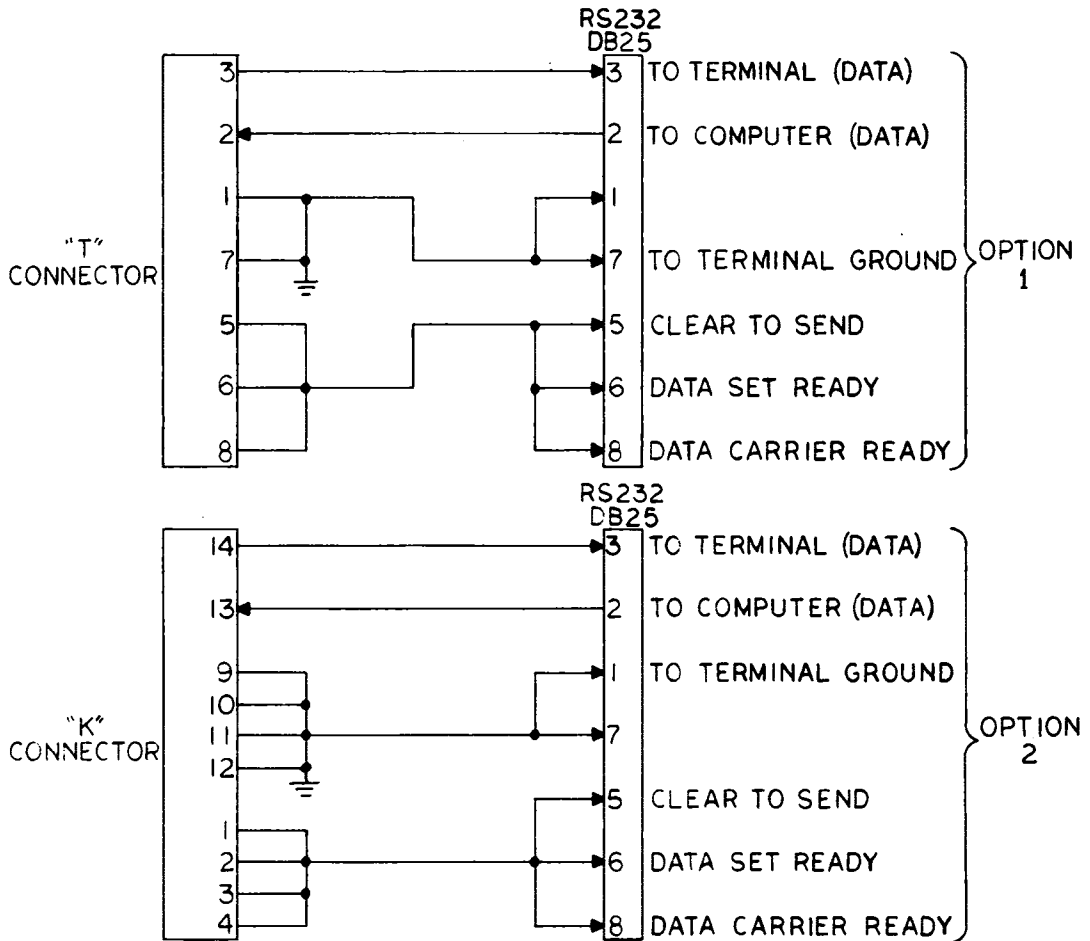 RS232
DB25
3 3 TO TERMINAL (DATA)
2 2 TO COMPUTER (DATA)
1 1
7 7 TO TERMINAL GROUND
"T"
CONNECTOR
5 5 CLEAR TO SEND
6 6 DATA SET READY
8 8 DATA CARRIER READY
OPTION
1
RS232
DB25
14 3 TO TERMINAL (DATA)
13 2 TO COMPUTER (DATA)
9 1 TO TERMINAL GROUND
10
11 7
12
"K"
CONNECTOR
5 CLEAR TO SEND
1
2 6 DATA SET READY
3
4 8 DATA CARRIER READY
OPTION
2